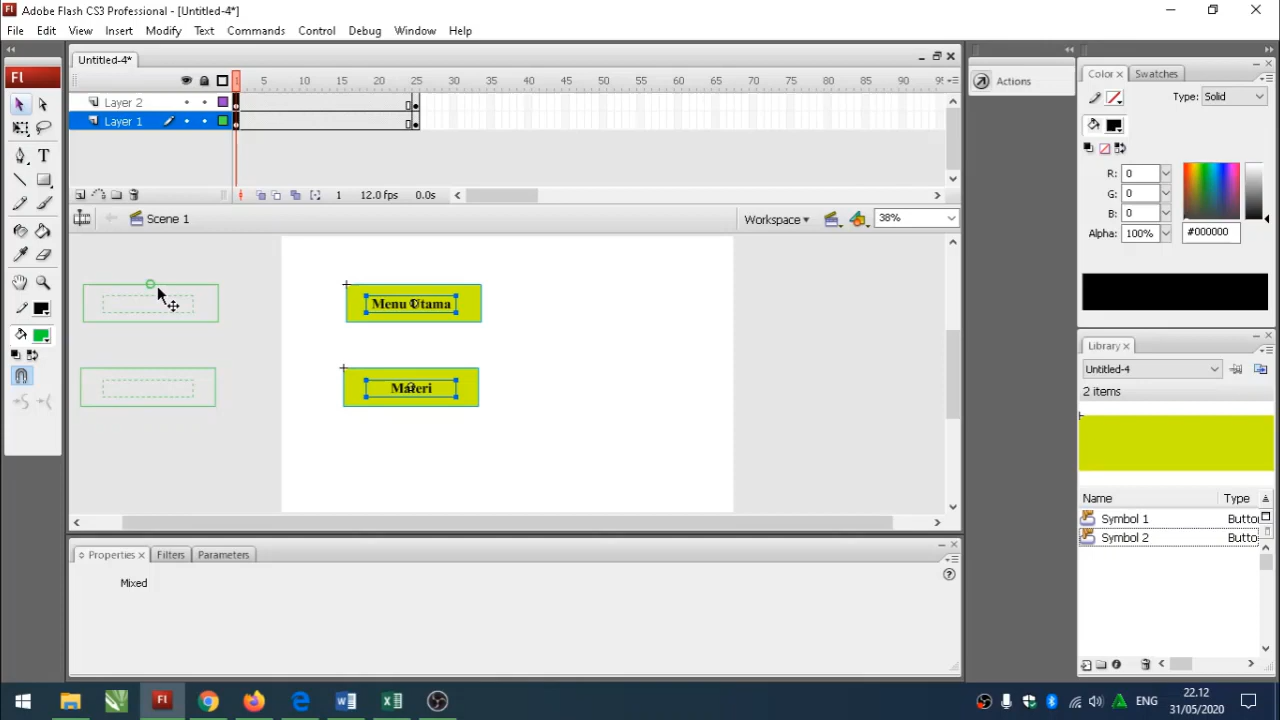 Fl Adobe Flash CS3 Professional - [Untitled-4*]
File Edit View Insert Modify Text Commands Control Debug Window Help
Fl
Untitled-4*
5 10 15 20 25 30 35 40 45 50 55 60 65 70 75 80 85 90
Layer 2
Layer 1
1 12.0 fps 0.0s
Scene 1
Workspace
38%
Menu Utama
Materi
Properties
Filters
Parameters
Mixed
Actions
Color
Swatches
Type: Solid
R: 0
G: 0
B: 0
Alpha: 100%
#000000
Library
Untitled-4
2 items
Name Type
Symbol 1 Butto
Symbol 2 Butto
Fl
ENG
22.12
31/05/2020